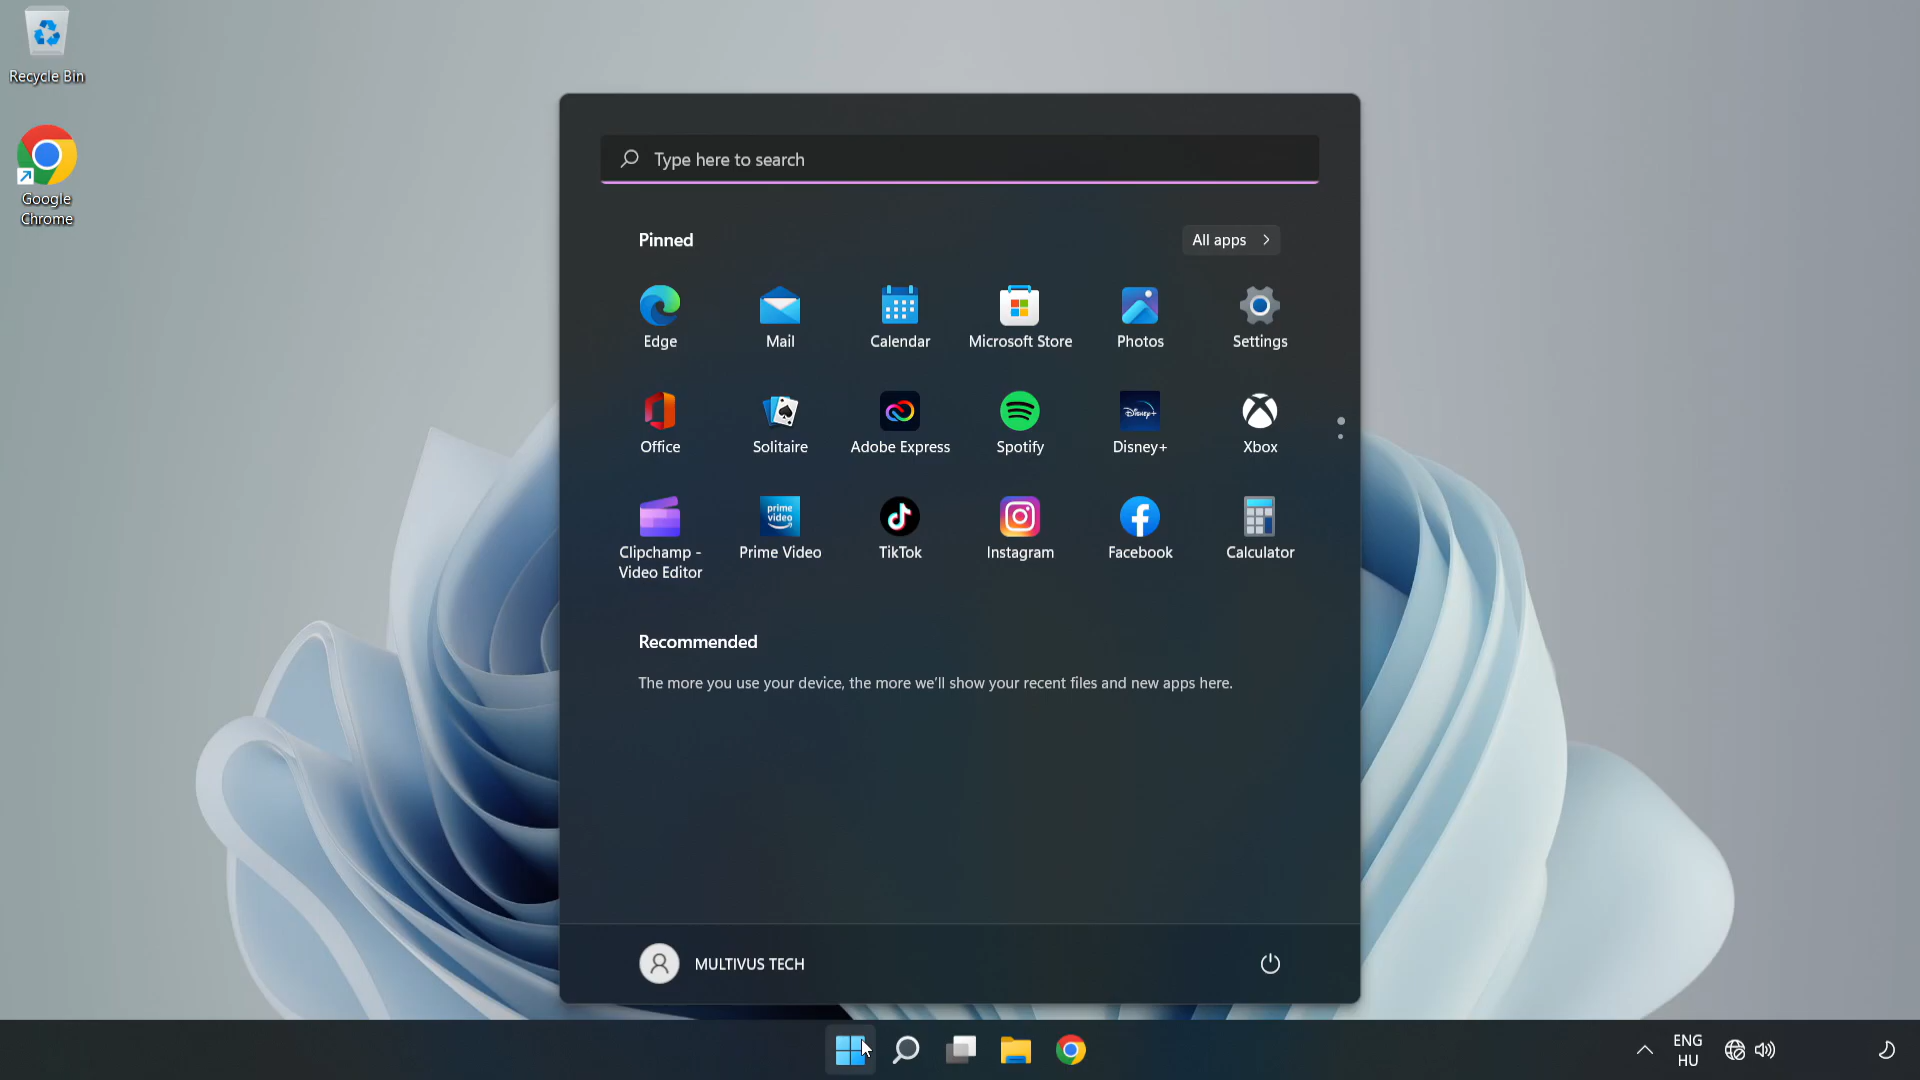 Recycle Bin
Google
Chrome
Type here to search
Pinned
All apps
Edge
Mail
Calendar
Microsoft Store
Photos
Settings
Office
Solitaire
Adobe Express
Spotify
Disney+
Disney+
Xbox
Clipchamp -
Video Editor
prime
video
Prime Video
TikTok
Instagram
Facebook
Calculator
Recommended
The more you use your device, the more we'll show your recent files and new apps here.
MULTIVUS TECH
ENG
HU